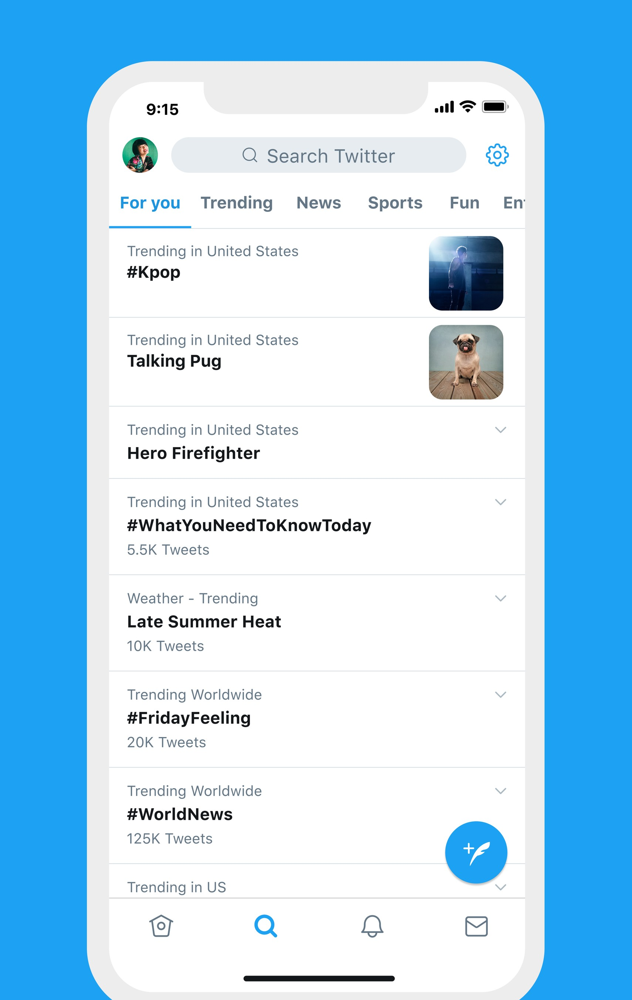 9:15
Search Twitter
For you Trending News Sports Fun
Trending in United States
#Kpop
Trending in United States
Talking Pug
Trending in United States
Hero Firefighter
Trending in United States
#WhatYouNeedToKnowToday
5.5K Tweets
Weather - Trending
Late Summer Heat
10K Tweets
Trending Worldwide
#FridayFeeling
20K Tweets
Trending Worldwide
#WorldNews
125K Tweets
Trending in US